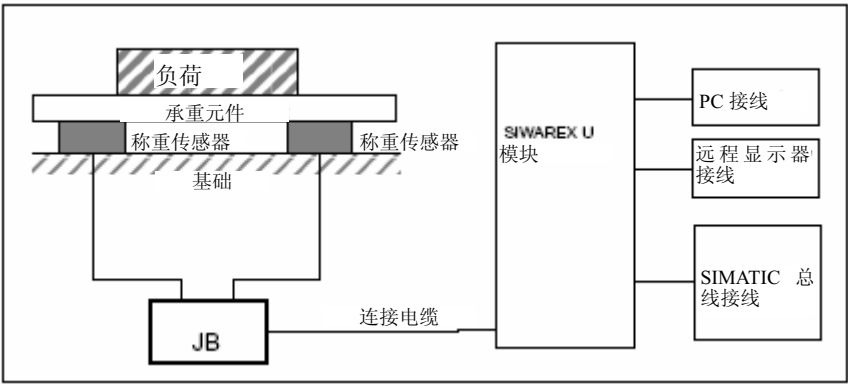 负荷
承重元件
称重传感器
称重传感器
基础
JB
连接电缆
SIWAREX U
模块
PC 接线
远程显示器
接线
SIMATIC 总
线接线